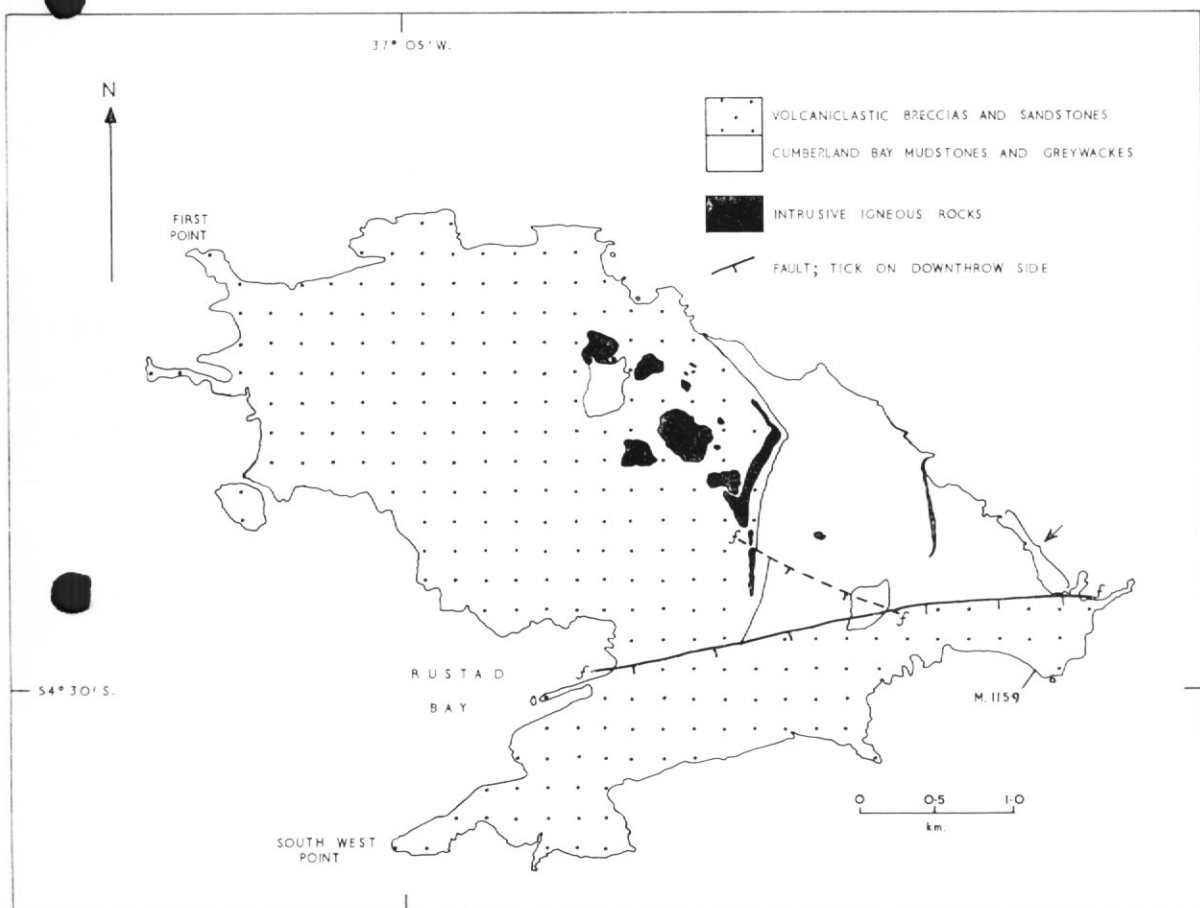 37° 05'W.
N
VOLCANICLASTIC BRECCIAS AND SANDSTONES
CUMBERLAND BAY MUDSTONES AND GREYWACKES
INTRUSIVE IGNEOUS ROCKS
FAULT; TICK ON DOWNTHROW SIDE
FIRST
POINT
f
f
f
f
RUSTAD
BAY
54° 30'S.
M.1159
0 0·5 1·0
km.
SOUTH WEST
POINT